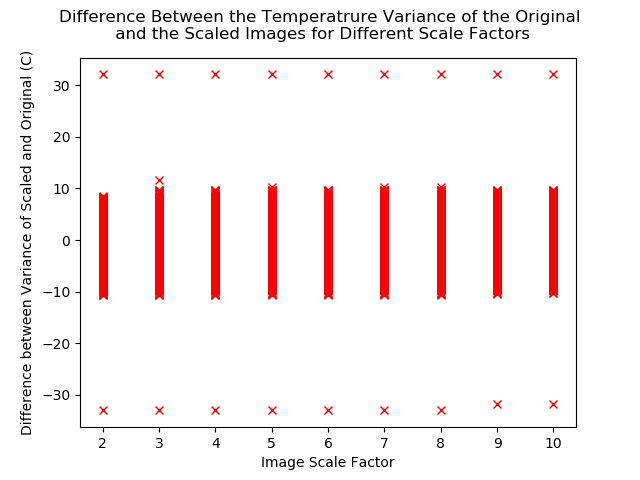 Difference Between the Temperatrure Variance of the Original
and the Scaled Images for Different Scale Factors
Difference between Variance of Scaled and Original (C)
30
20
10
0
−10
−20
−30
2 3 4 5 6 7 8 9 10
Image Scale Factor